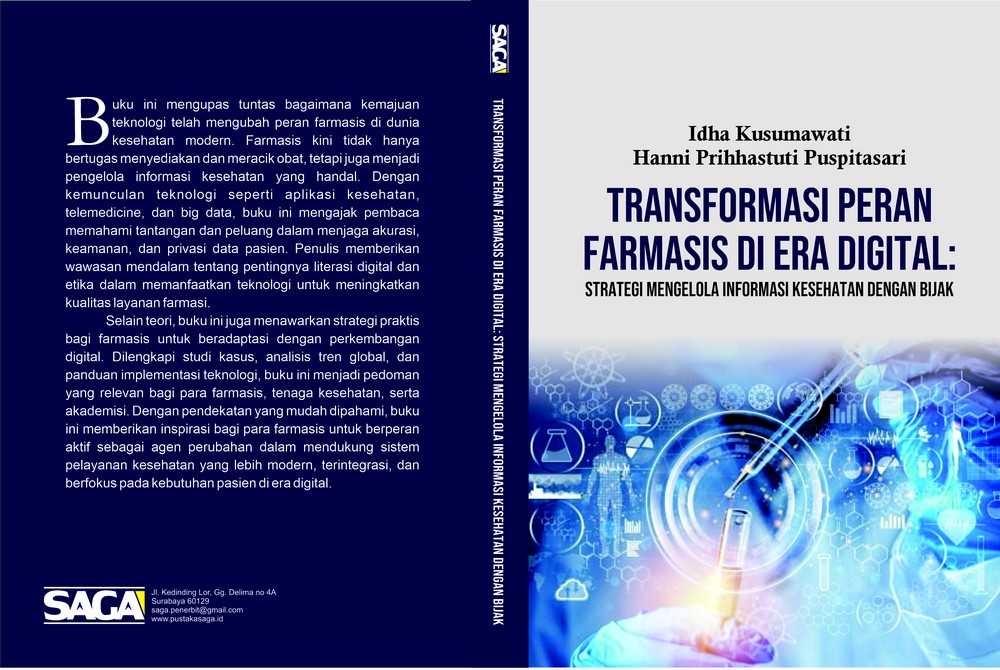 Buku ini mengupas tuntas bagaimana kemajuan
teknologi telah mengubah peran farmasis di dunia
kesehatan modern. Farmasis kini tidak hanya
bertugas menyediakan dan meracik obat, tetapi juga menjadi
pengelola informasi kesehatan yang handal. Dengan
kemunculan teknologi seperti aplikasi kesehatan,
telemedicine, dan big data, buku ini mengajak pembaca
memahami tantangan dan peluang dalam menjaga akurasi,
keamanan, dan privasi data pasien. Penulis memberikan
wawasan mendalam tentang pentingnya literasi digital dan
etika dalam memanfaatkan teknologi untuk meningkatkan
kualitas layanan farmasi.
Selain teori, buku ini juga menawarkan strategi praktis
bagi farmasis untuk beradaptasi dengan perkembangan
digital. Dilengkapi studi kasus, analisis tren global, dan
panduan implementasi teknologi, buku ini menjadi pedoman
yang relevan bagi para farmasis, tenaga kesehatan, serta
akademisi. Dengan pendekatan yang mudah dipahami, buku
ini memberikan inspirasi bagi para farmasis untuk berperan
aktif sebagai agen perubahan dalam mendukung sistem
pelayanan kesehatan yang lebih modern, terintegrasi, dan
berfokus pada kebutuhan pasien di era digital.
SAGA
Jl. Kedinding Lor, Gg. Delima no 4A
Surabaya 60129
saga.penerbit@gmail.com
www.pustakasaga.id
SAGA
TRANSFORMASI PERAN FARMASIS DI ERA DIGITAL: STRATEGI MENGELOLA INFORMASI KESEHATAN DENGAN BIJAK
Idha Kusumawati
Hanni Prihhastuti Puspitasari
TRANSFORMASI PERAN
FARMASIS DI ERA DIGITAL:
STRATEGI MENGELOLA INFORMASI KESEHATAN DENGAN BIJAK